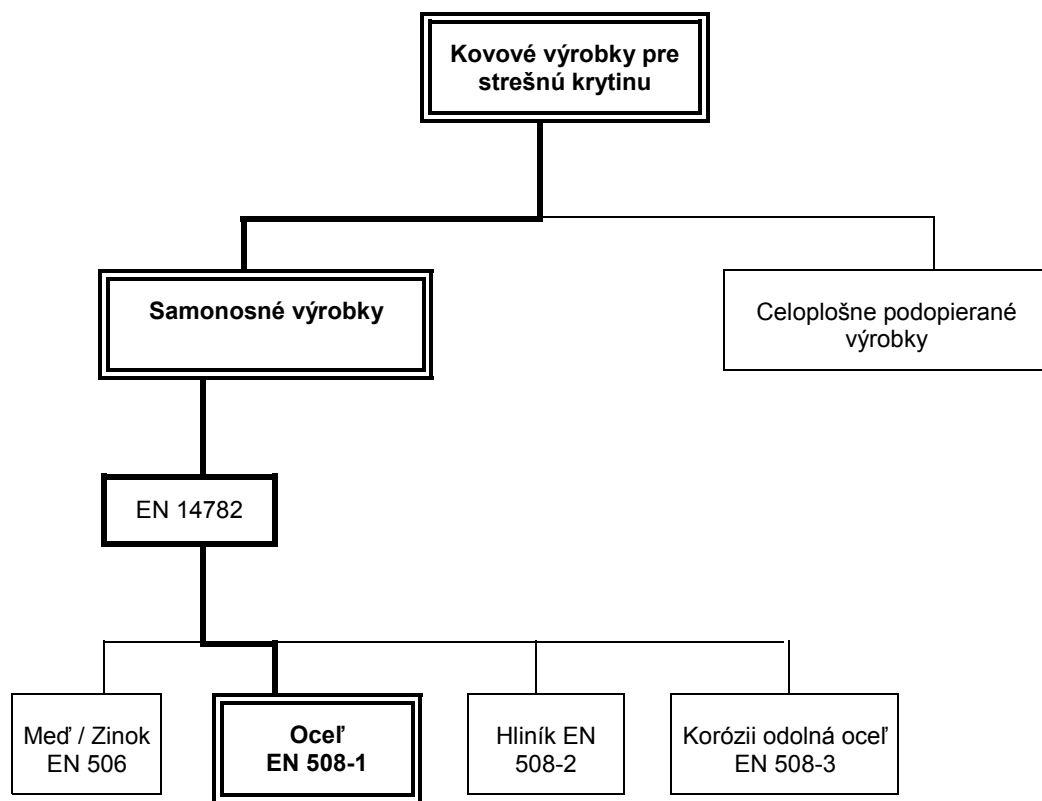 Kovové výrobky pre
strešnú krytinu
Samonosné výrobky
Celoplošne podopierané
výrobky
EN 14782
Meď / Zinok
EN 506
Oceľ
EN 508-1
Hliník EN
508-2
Korózii odolná oceľ
EN 508-3